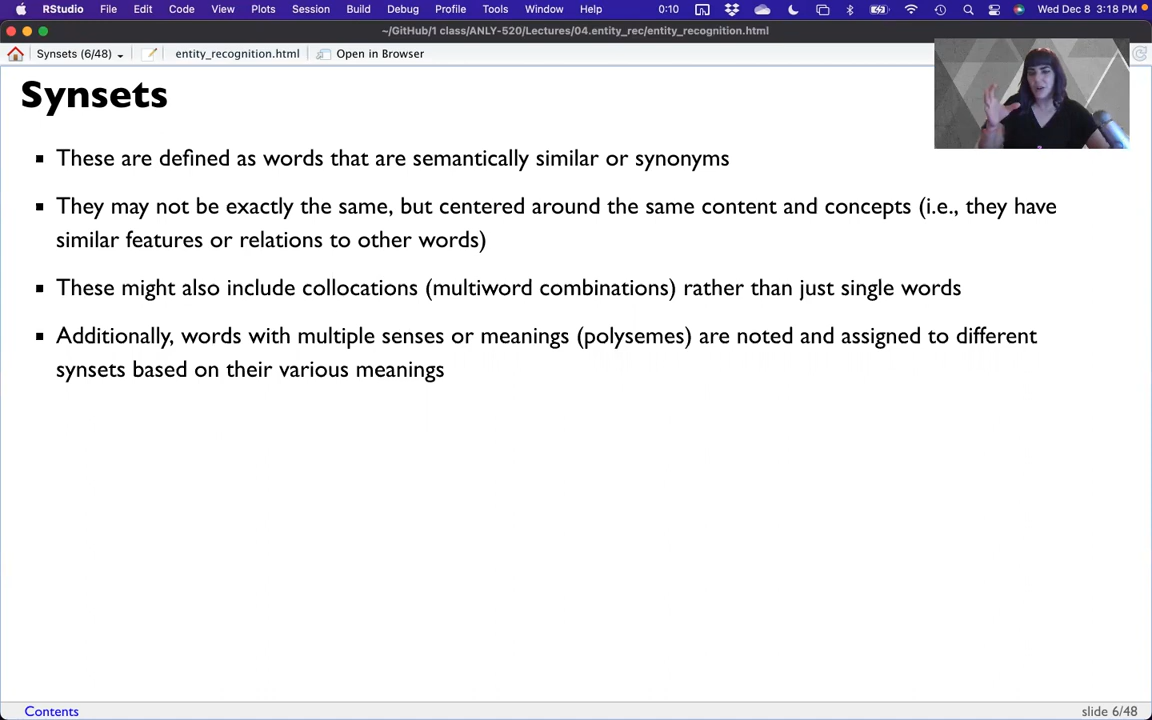 RStudio File Edit Code View Plots Session Build Debug Profile Tools Window Help 0:10 Wed Dec 8 3:18 PM
~/GitHub/1 class/ANLY-520/Lectures/04.entity_rec/entity_recognition.html
Synsets (6/48) entity_recognition.html Open in Browser
Synsets
These are defined as words that are semantically similar or synonyms
They may not be exactly the same, but centered around the same content and concepts (i.e., they have
similar features or relations to other words)
These might also include collocations (multiword combinations) rather than just single words
Additionally, words with multiple senses or meanings (polysemes) are noted and assigned to different
synsets based on their various meanings
Contents slide 6/48